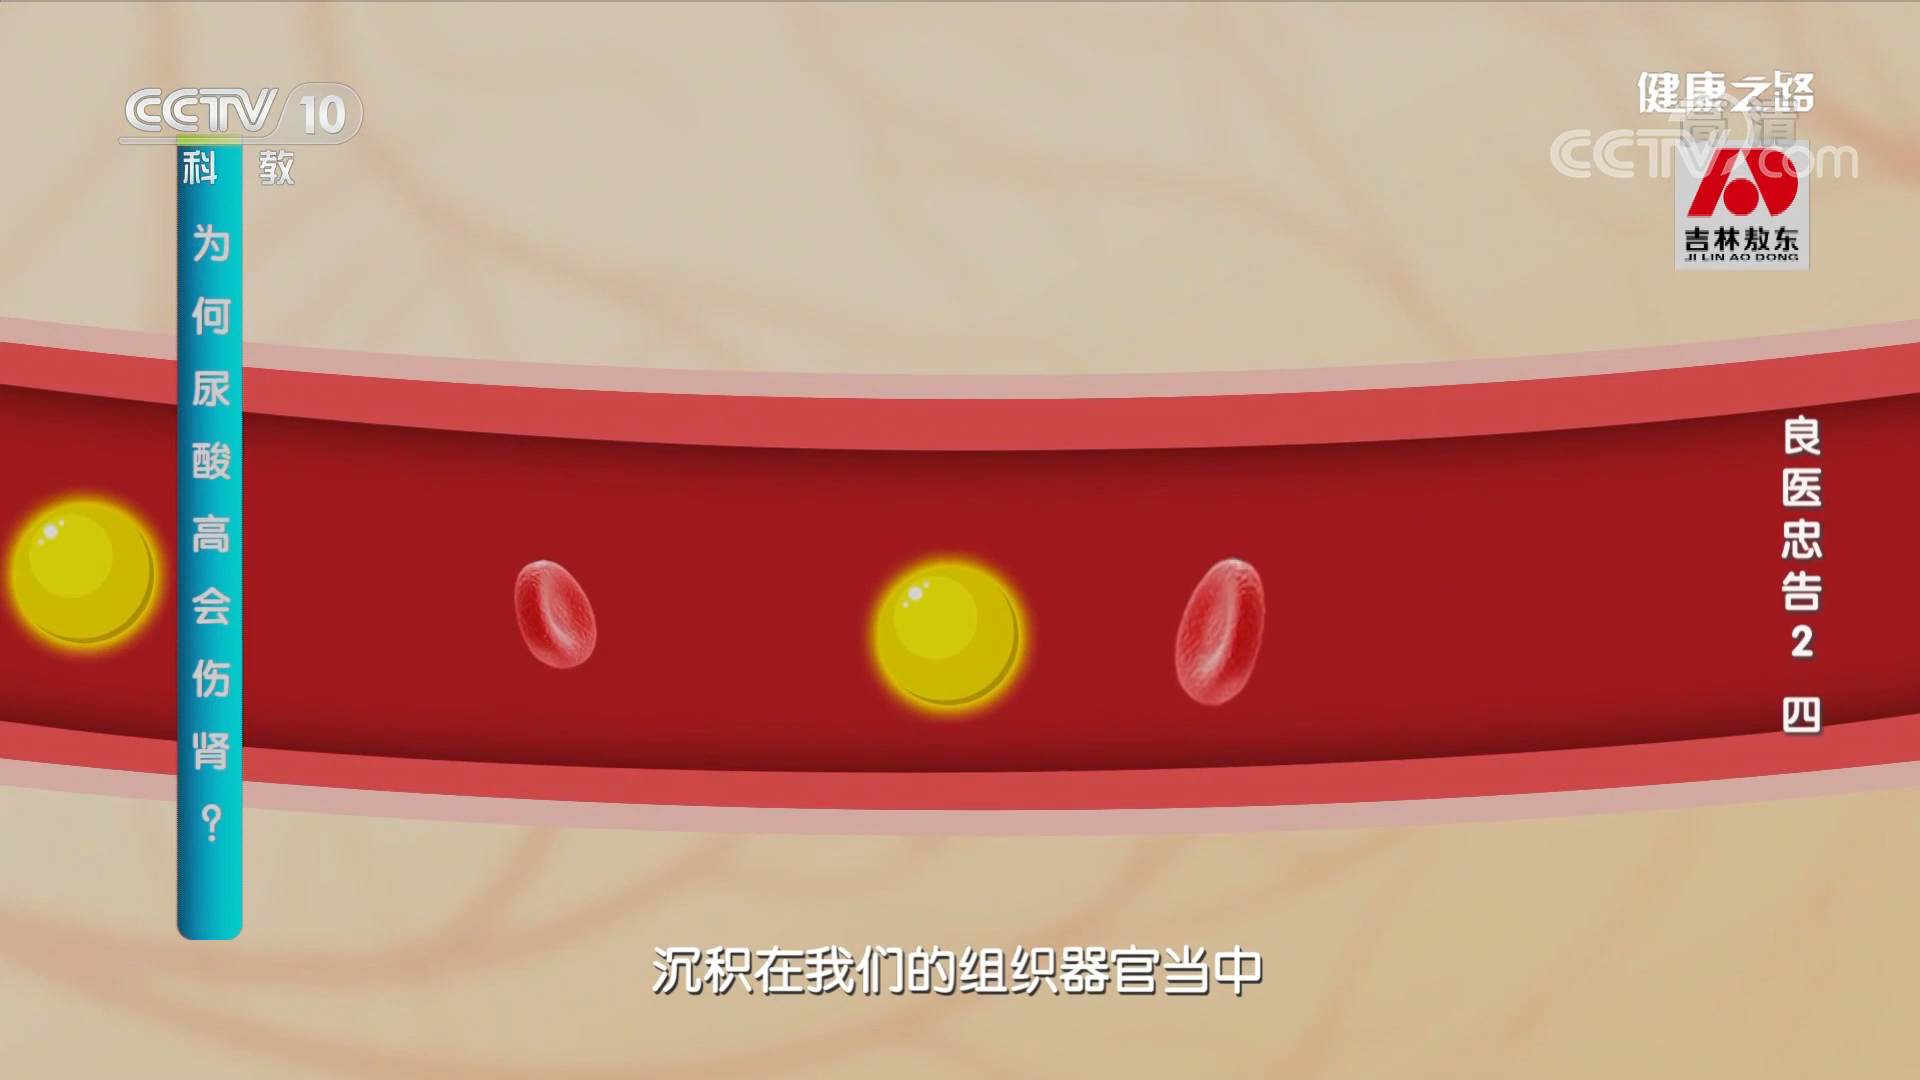 CCTV 10
科 教
健康之路
高清
CCTV.com
吉林敖东
JI LIN AO DONG
为何尿酸高会伤肾？
良医忠告2 四
沉积在我们的组织器官当中